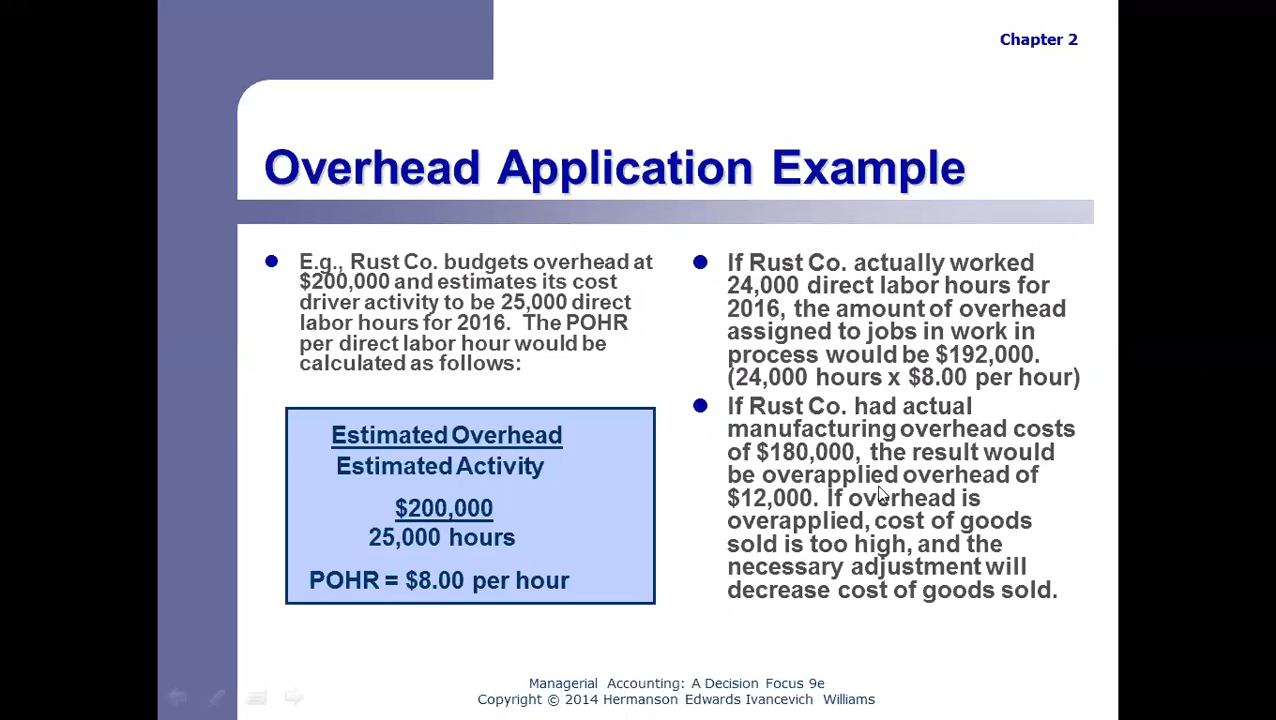 Chapter 2
Overhead Application Example
E.g., Rust Co. budgets overhead at
$200,000 and estimates its cost
driver activity to be 25,000 direct
labor hours for 2016. The POHR
per direct labor hour would be
calculated as follows:
Estimated Overhead
Estimated Activity
$200,000
25,000 hours
POHR = $8.00 per hour
If Rust Co. actually worked
24,000 direct labor hours for
2016, the amount of overhead
assigned to jobs in work in
process would be $192,000.
(24,000 hours x $8.00 per hour)
If Rust Co. had actual
manufacturing overhead costs
of $180,000, the result would
be overapplied overhead of
$12,000. If overhead is
overapplied, cost of goods
sold is too high, and the
necessary adjustment will
decrease cost of goods sold.
Managerial Accounting: A Decision Focus 9e
Copyright © 2014 Hermanson Edwards Ivancevich Williams